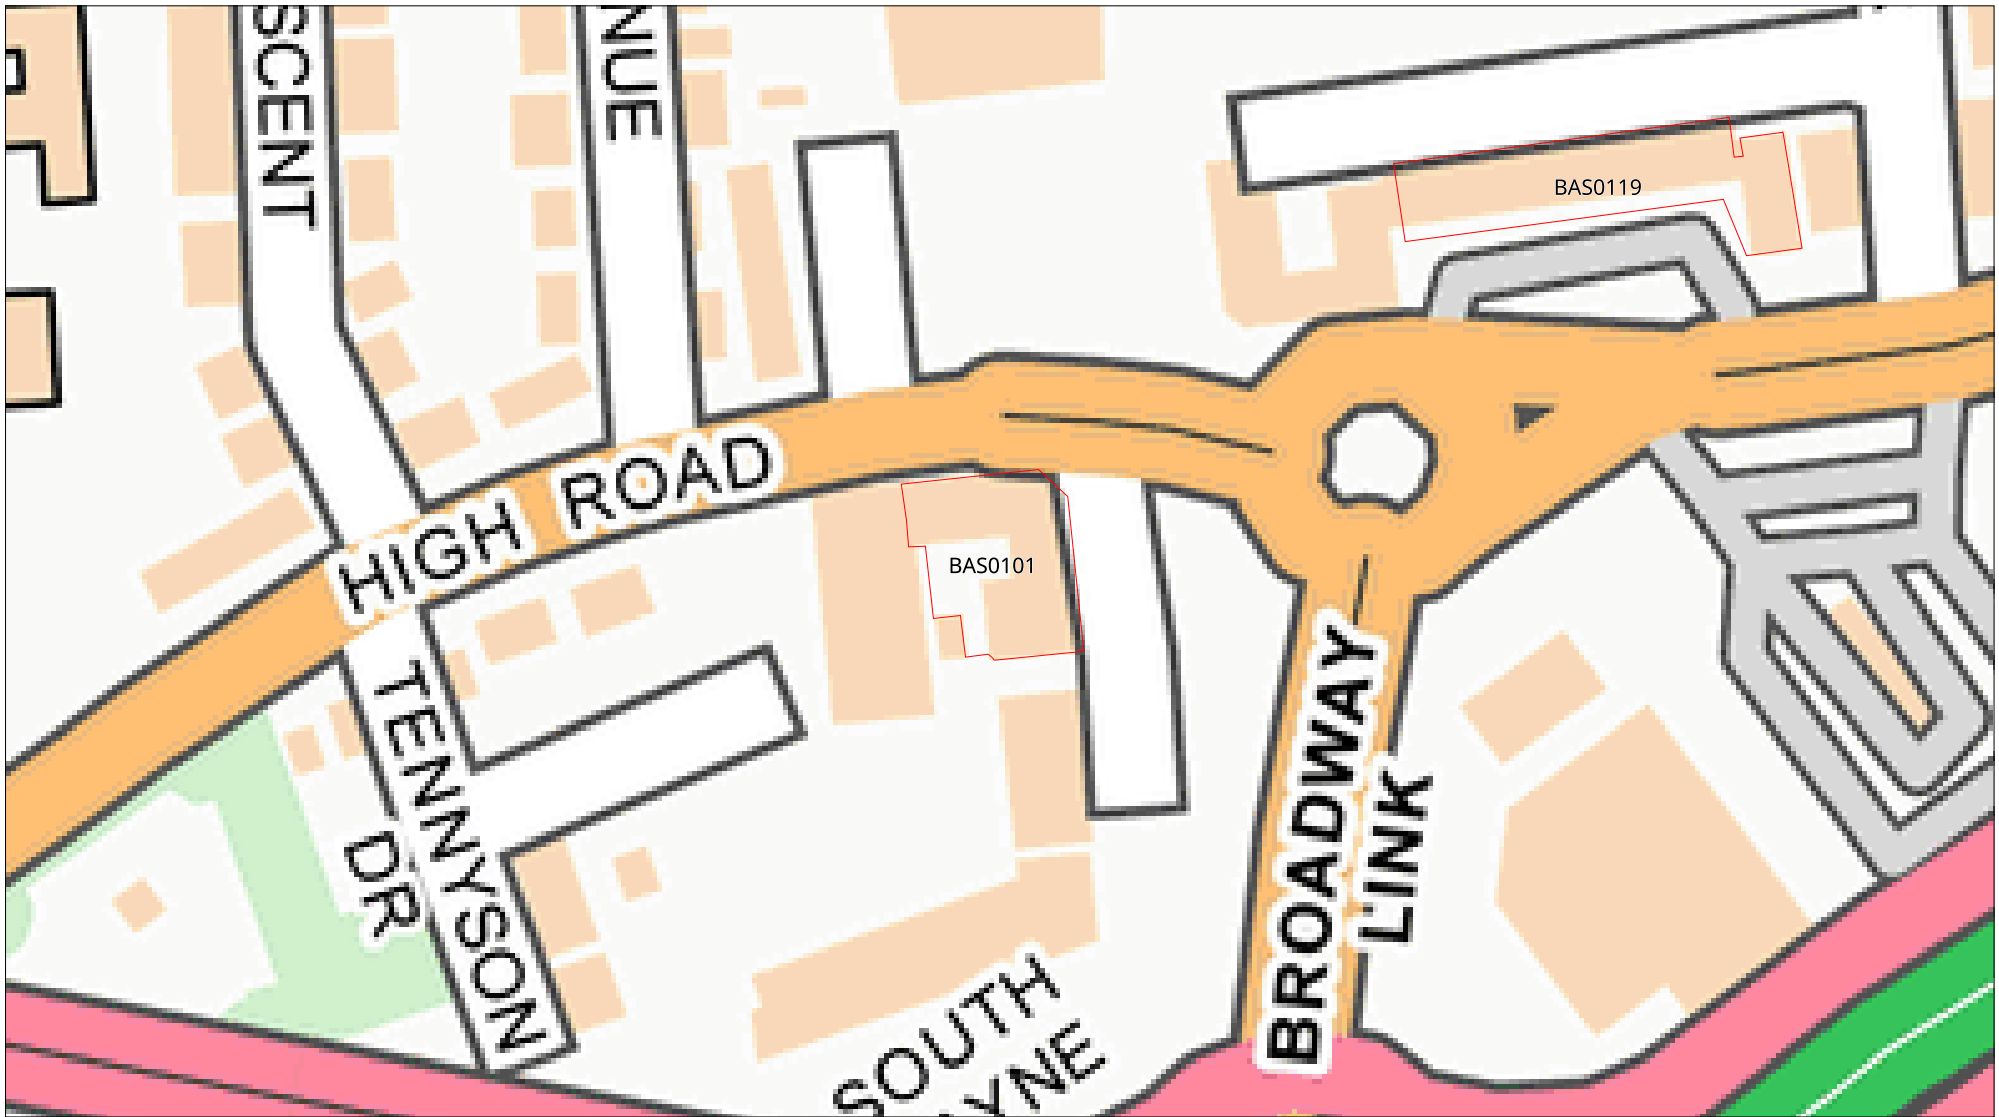 SCENT
NUE
BAS0119
HIGH ROAD
BAS0101
TENNYSON
DR
BROADWAY
LINK
SOUTH